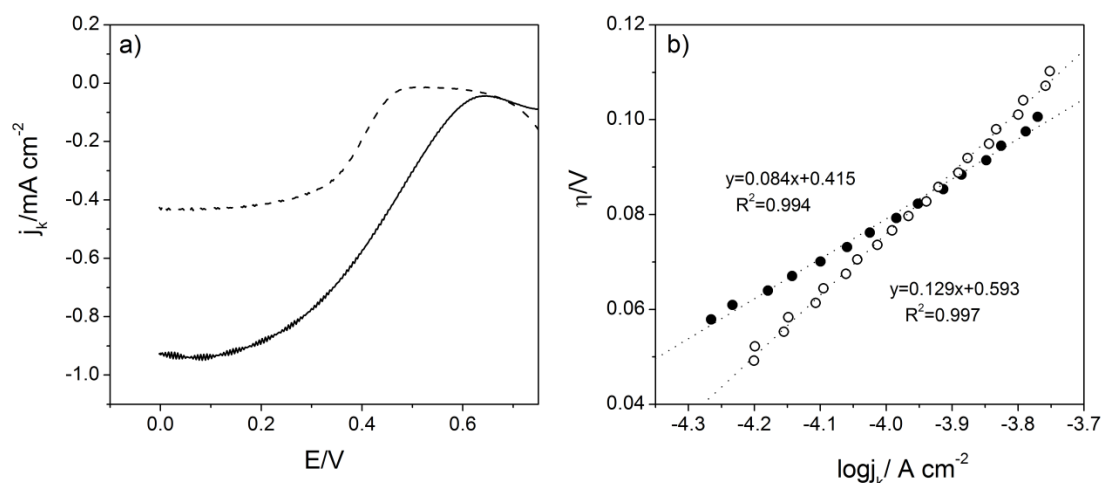 a)
0.2
0.0
-0.2
-0.4
-0.6
-0.8
-1.0
jₖ/mA cm⁻²
0.0 0.2 0.4 0.6
E/V
b)
0.12
0.10
0.08
0.06
0.04
η/V
y=0.084x+0.415
R²=0.994
y=0.129x+0.593
R²=0.997
-4.3 -4.2 -4.1 -4.0 -3.9 -3.8 -3.7
logjₖ/ A cm⁻²